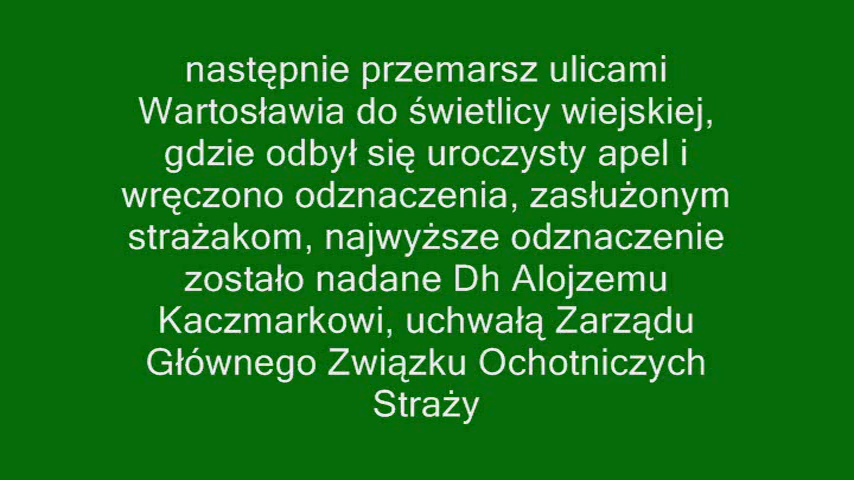 następnie przemarsz ulicami
Wartosławia do świetlicy wiejskiej,
gdzie odbył się uroczysty apel i
wręczono odznaczenia, zasłużonym
strażakom, najwyższe odznaczenie
zostało nadane Dh Alojzemu
Kaczmarkowi, uchwałą Zarządu
Głównego Związku Ochotniczych
Straży